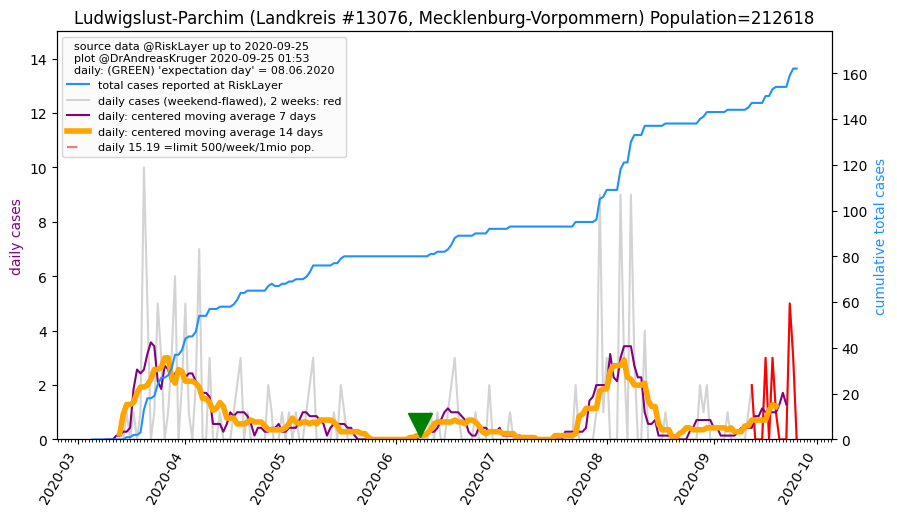 Ludwigslust-Parchim (Landkreis #13076, Mecklenburg-Vorpommern) Population=212618
source data @RiskLayer up to 2020-09-25
plot @DrAndreasKruger 2020-09-25 01:53
daily: (GREEN) 'expectation day' = 08.06.2020
total cases reported at RiskLayer
daily cases (weekend-flawed), 2 weeks: red
daily: centered moving average 7 days
daily: centered moving average 14 days
daily 15.19 =limit 500/week/1mio pop.
daily cases
14
12
10
8
6
4
2
0
cumulative total cases
160
140
120
100
80
60
40
20
0
2020-03
2020-04
2020-05
2020-06
2020-07
2020-08
2020-09
2020-10